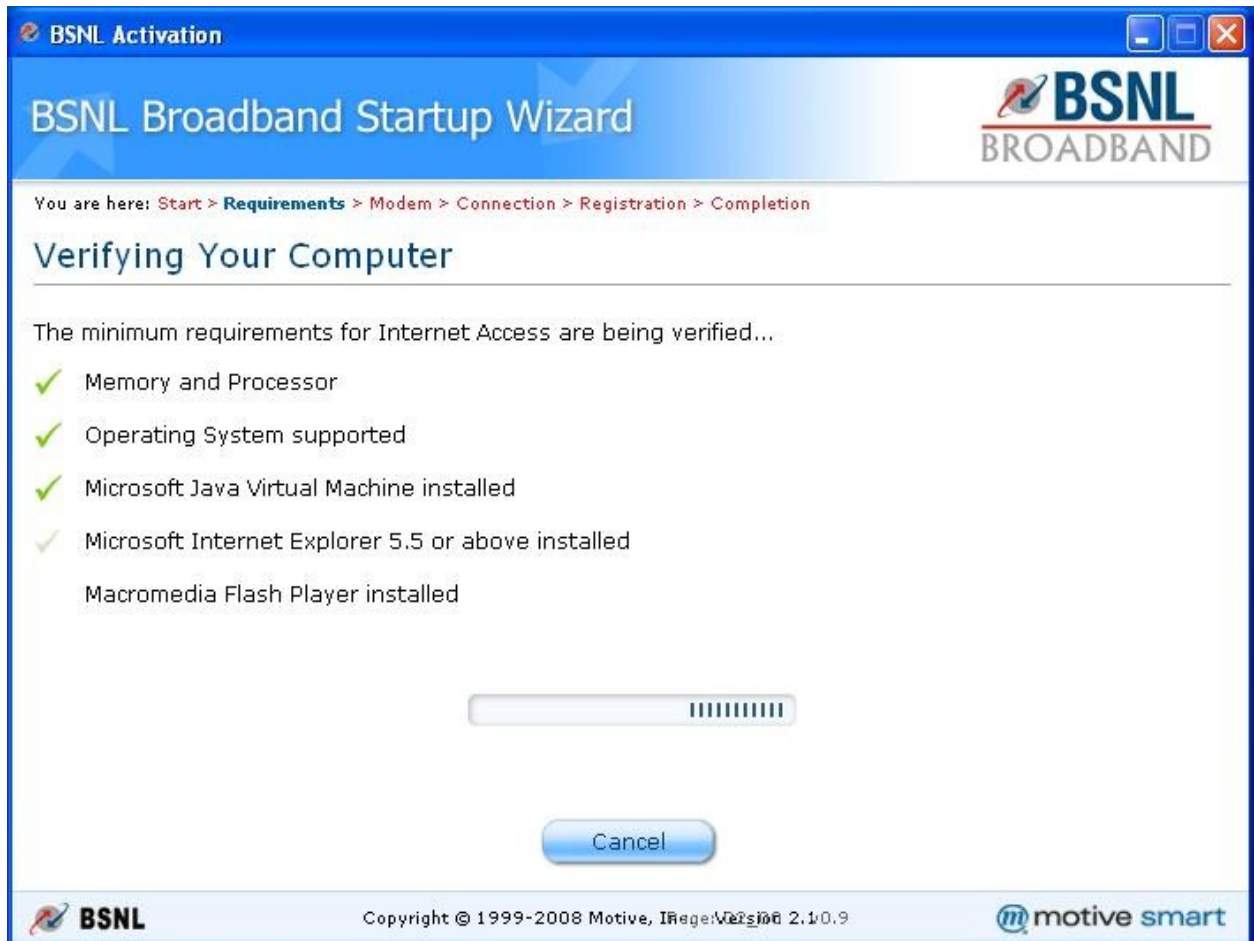 BSNL Activation
BSNL Broadband Startup Wizard
BSNL
BROADBAND
You are here: Start > Requirements > Modem > Connection > Registration > Completion
Verifying Your Computer
The minimum requirements for Internet Access are being verified...
Memory and Processor
Operating System supported
Microsoft Java Virtual Machine installed
Microsoft Internet Explorer 5.5 or above installed
Macromedia Flash Player installed
Cancel
BSNL
Copyright © 1999-2008 Motive,
m motive smart